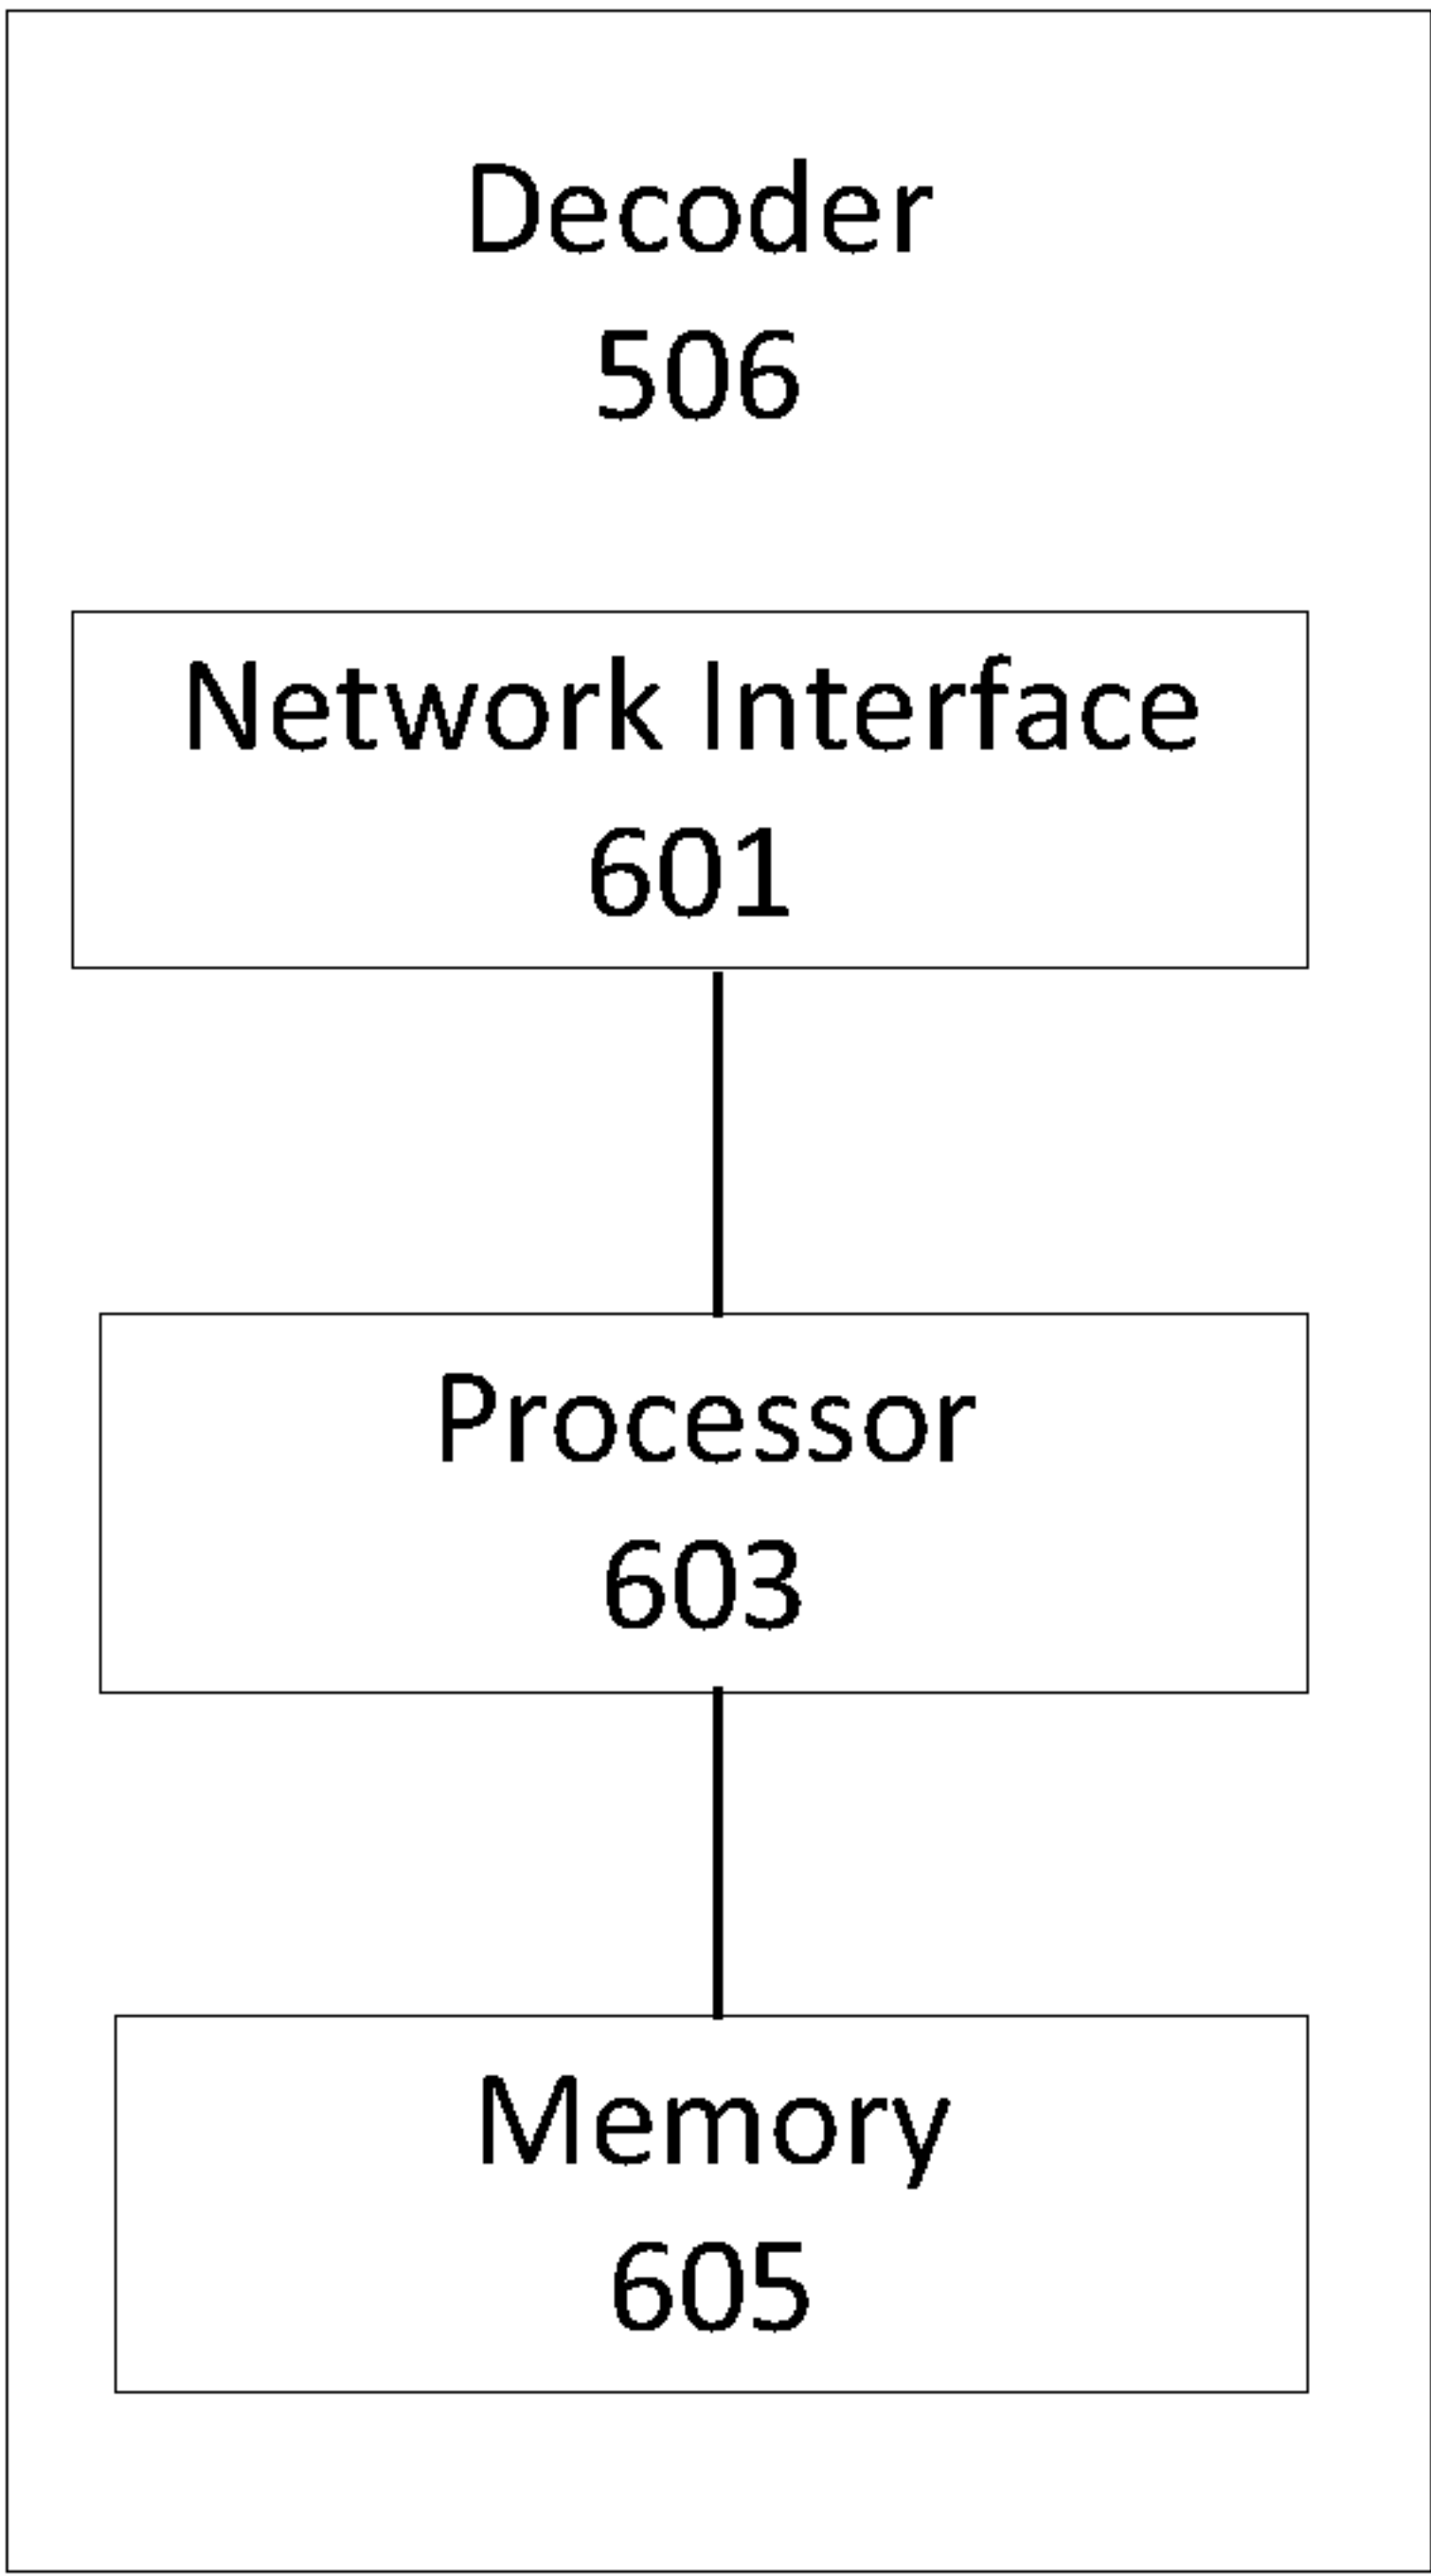 Decoder
506
Network Interface
601
Processor
603
Memory
605